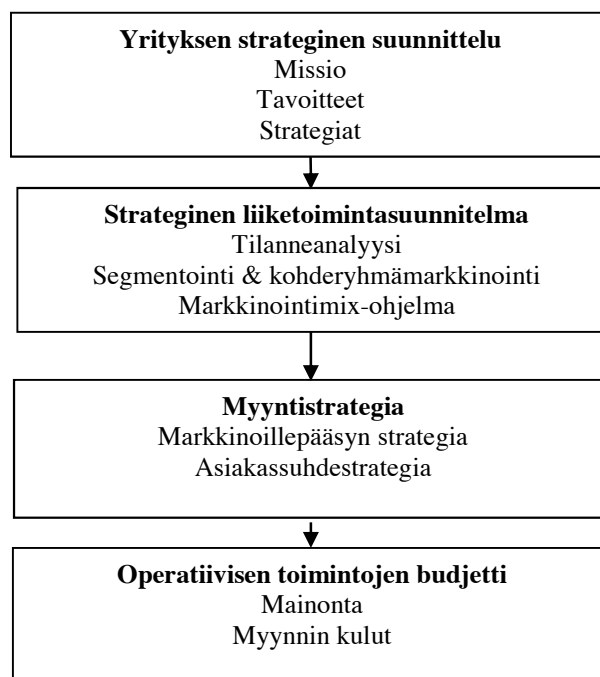 Yrityksen strateginen suunnittelu
Missio
Tavoitteet
Strategiat
Strateginen liiketoimintasuunnitelma
Tilanneanalyysi
Segmentointi & kohderyhmämarkkinointi
Markkinointimix-ohjelma
Myyntistrategia
Markkinoillepääsyn strategia
Asiakassuhdestrategia
Operatiivisen toimintojen budjetti
Mainonta
Myynnin kulut